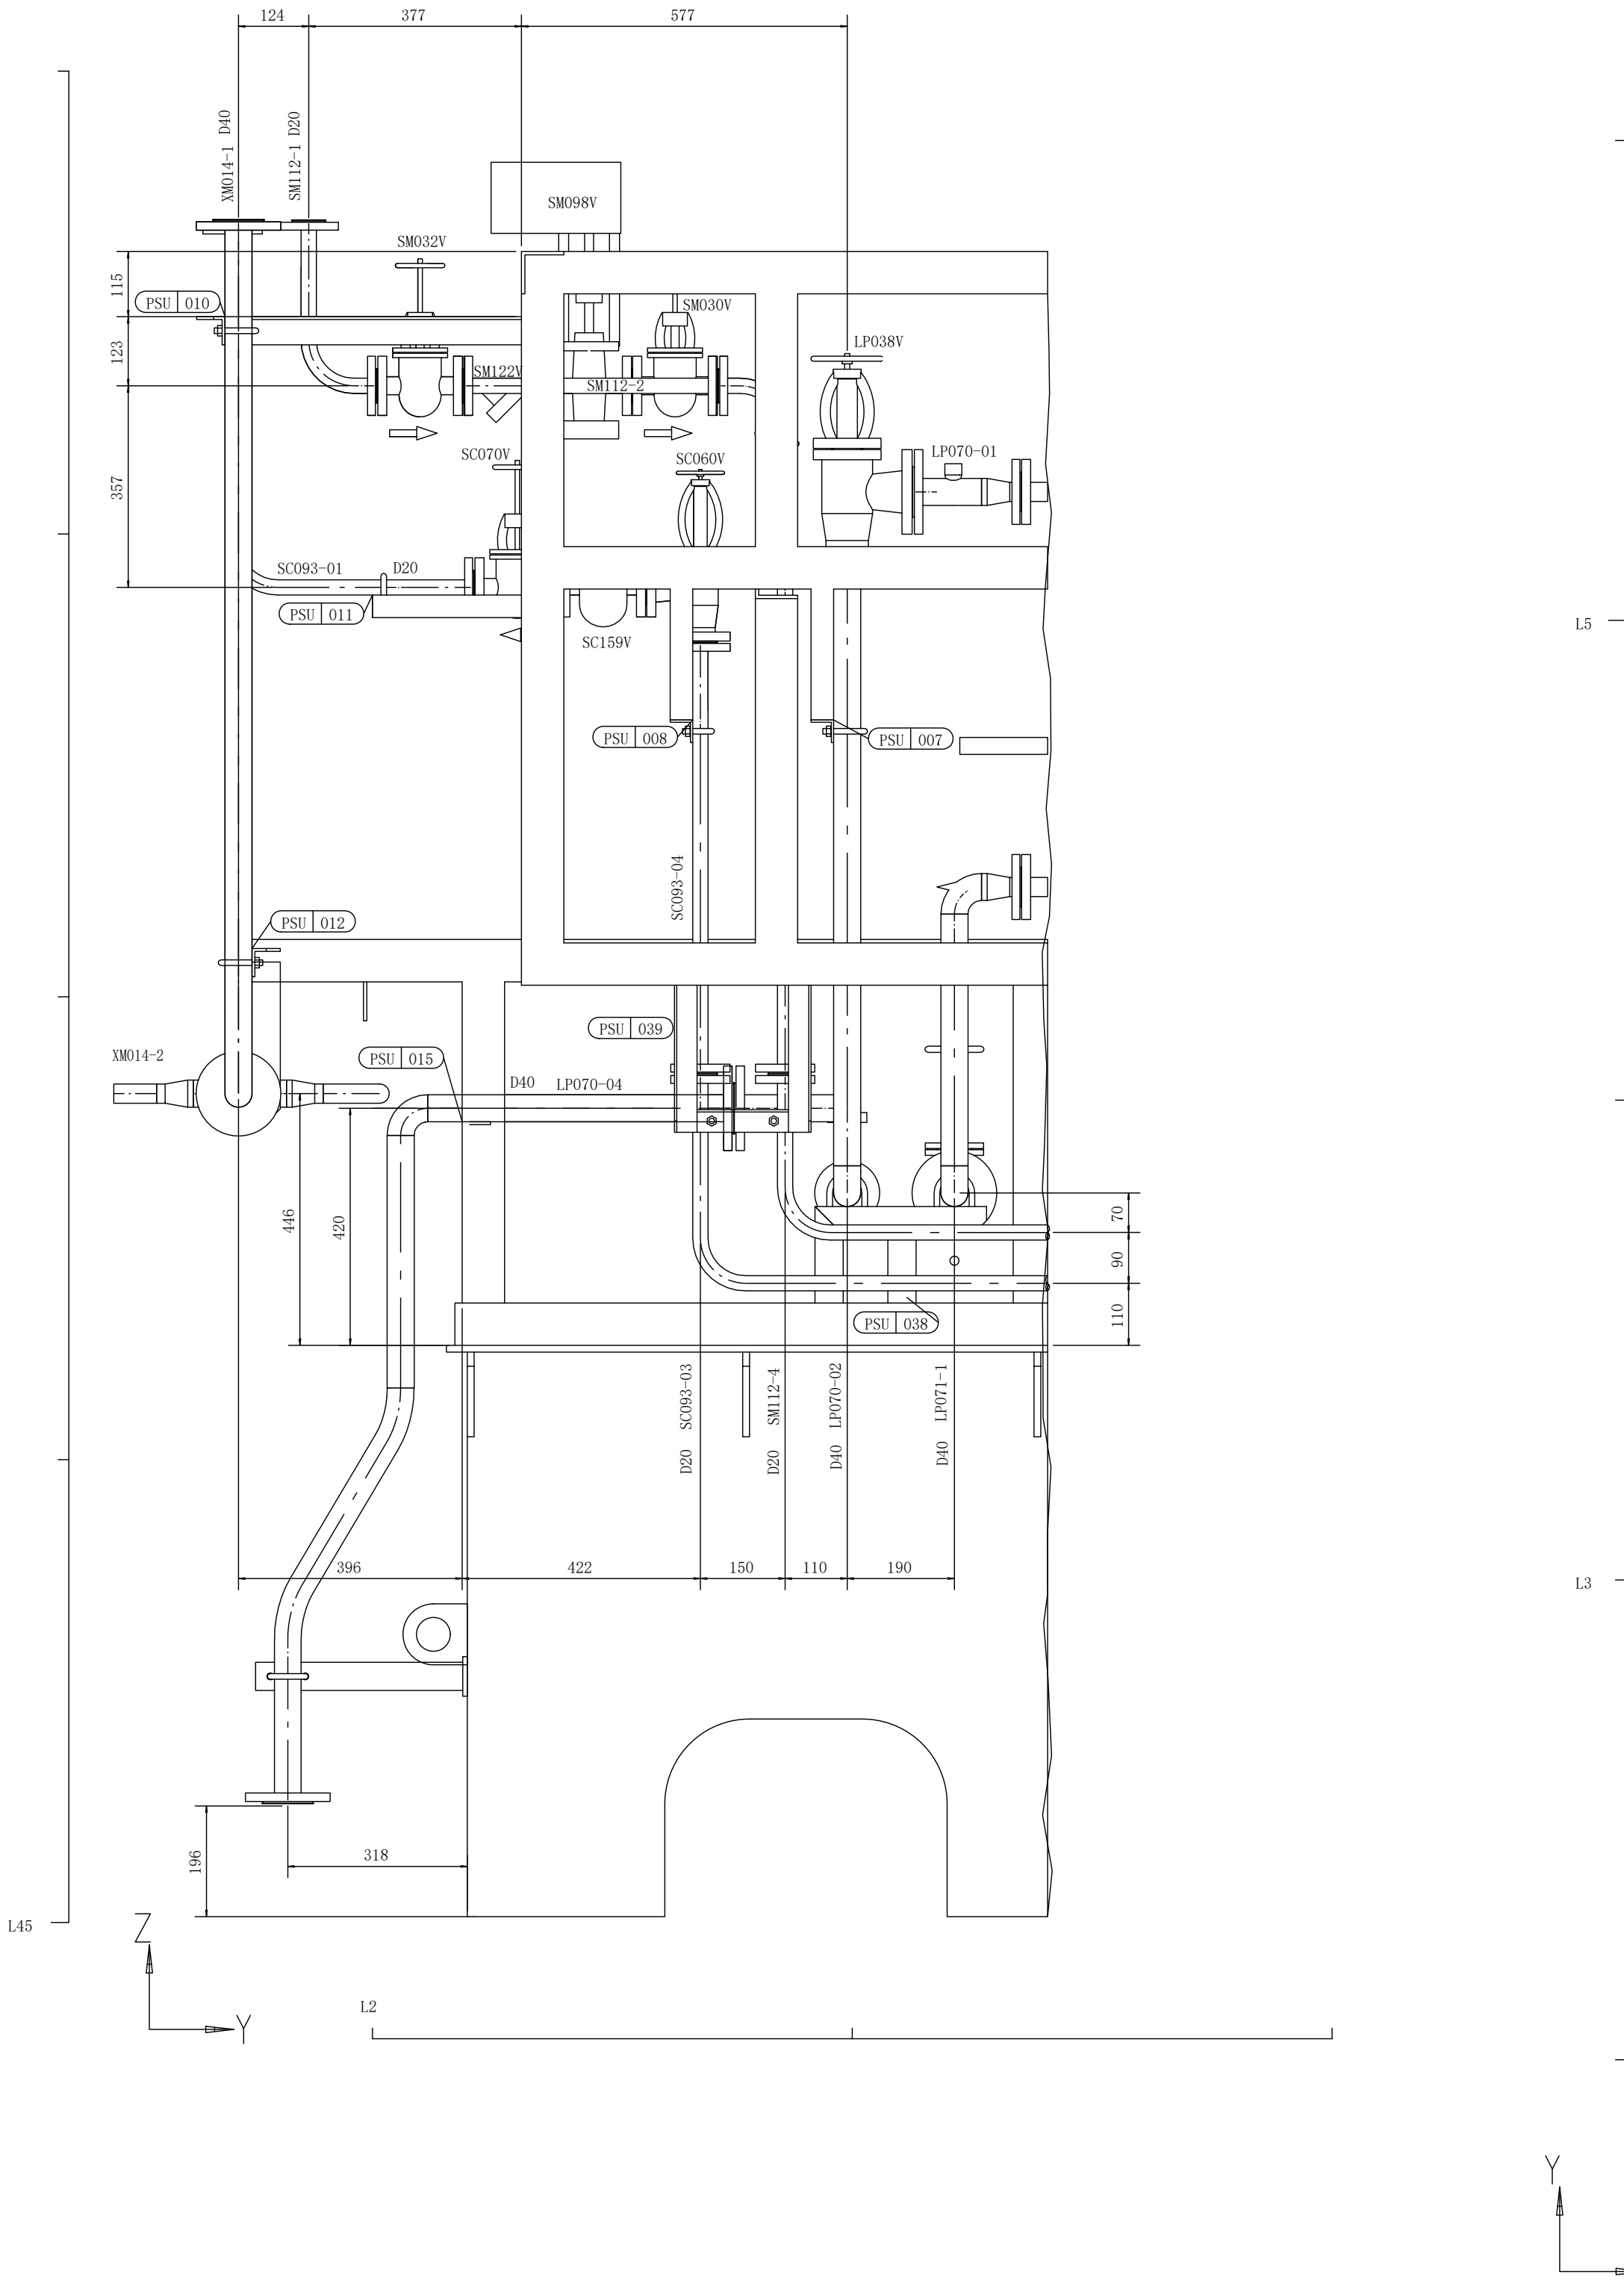 124
377
577
XM014-1 D40
SM112-1 D20
SM098V
SM032V
115
PSU 010
SM030V
123
LP038V
SM122V
SM112-2
SC070V
SC060V
LP070-01
357
SC093-01 D20
PSU 011
SC159V
L5
PSU 008
PSU 007
SC093-04
PSU 012
PSU 039
XM014-2
PSU 015
D40 LP070-04
446
420
70
90
110
PSU 038
D20 SC093-03
D20 SM112-4
D40 LP070-02
D40 LP071-1
396
422
150
110
190
L3
318
196
L45
Z
Y
L2
Y